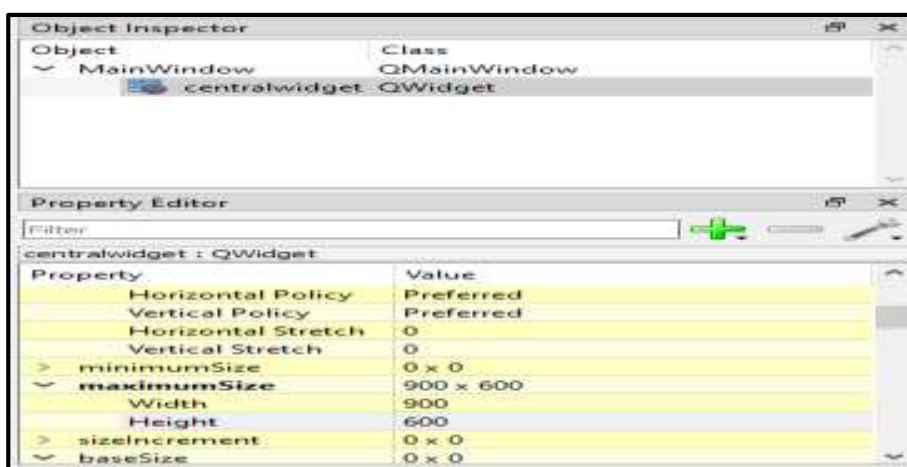 Object Inspector
Object Class
MainWindow QMainWindow
centralwidget QWidget
Property Editor
Filter
centralwidget : QWidget
Property Value
Horizontal Policy Preferred
Vertical Policy Preferred
Horizontal Stretch 0
Vertical Stretch 0
minimumSize 0 x 0
maximumSize 900 x 600
Width 900
Height 600
sizeIncrement 0 x 0
baseSize 0 x 0